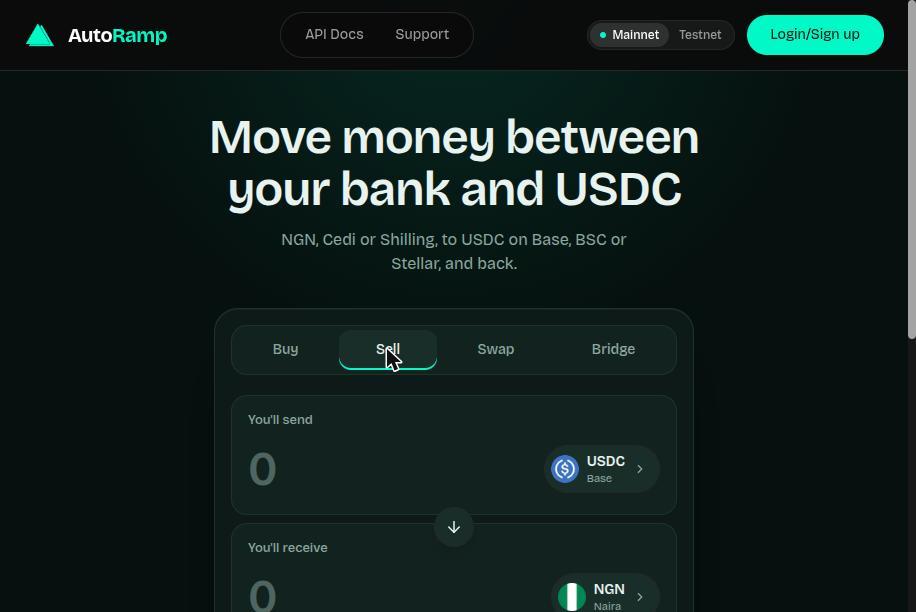 AutoRamp
API Docs
Support
Mainnet
Testnet
Login/Sign up
Move money between
your bank and USDC
NGN, Cedi or Shilling, to USDC on Base, BSC or
Stellar, and back.
Buy
Sell
Swap
Bridge
You'll send
0
USDC
Base
You'll receive
0
NGN
Naira